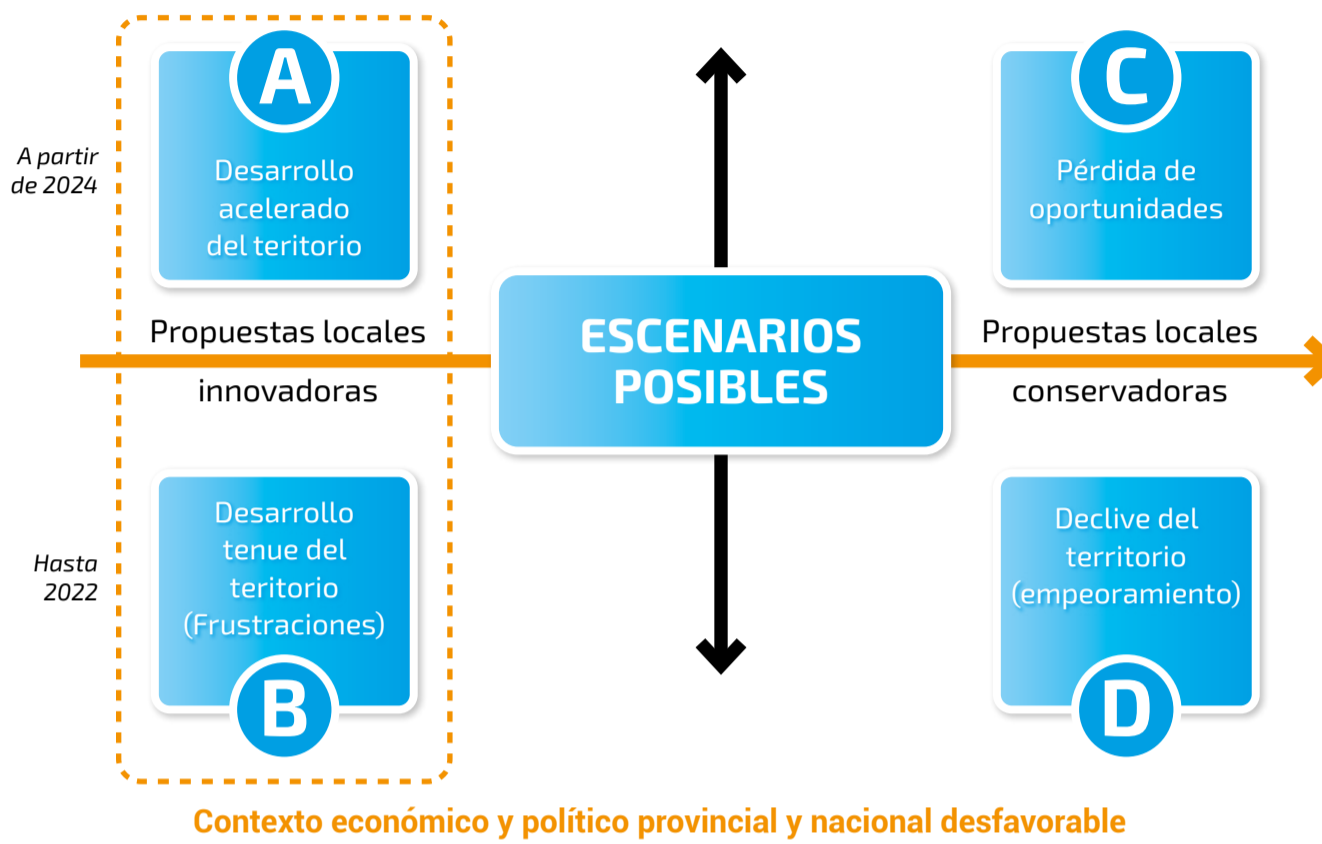 A
Desarrollo
acelerado
del teritorio
A partir
de 2024
C
Pérdida de
oportunidades
Propuestas locales
innovadoras
ESCENARIOS
POSIBLES
Propuestas locales
conservadoras
Hasta
2022
Desarrollo
tenue del
teritorio
(Frustraciones)
B
Declive del
territorio
(empeoramiento)
D
Contexto económico y político provincial y nacional desfavorable